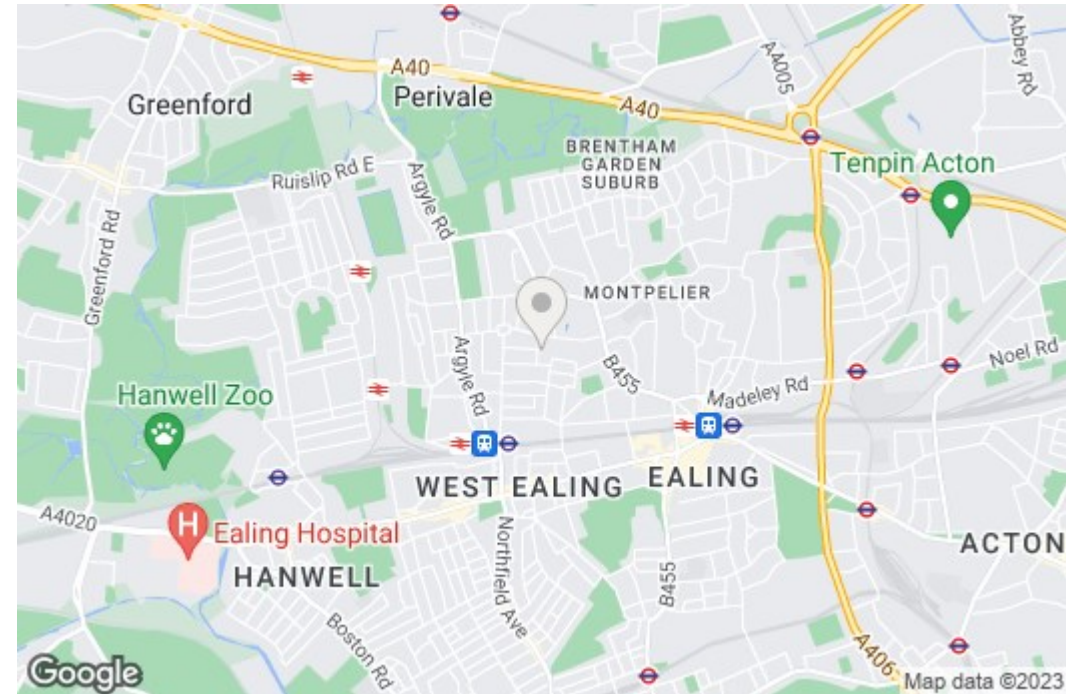 Abbey Rd
A4005
A40
Greenford
Perivale
A40
BRENTHAM
GARDEN
SUBURB
Tenpin Acton
Ruislip Rd E
Argyle Rd
Greenford Rd
MONTPELIER
Noel Rd
Argyle Rd
B455
Hanwell Zoo
Madeley Rd
WEST EALING
EALING
A4020
H
Ealing Hospital
ACTON
HANWELL
Northfield Ave
B455
Boston Rd
A406
Google
Map data ©2023